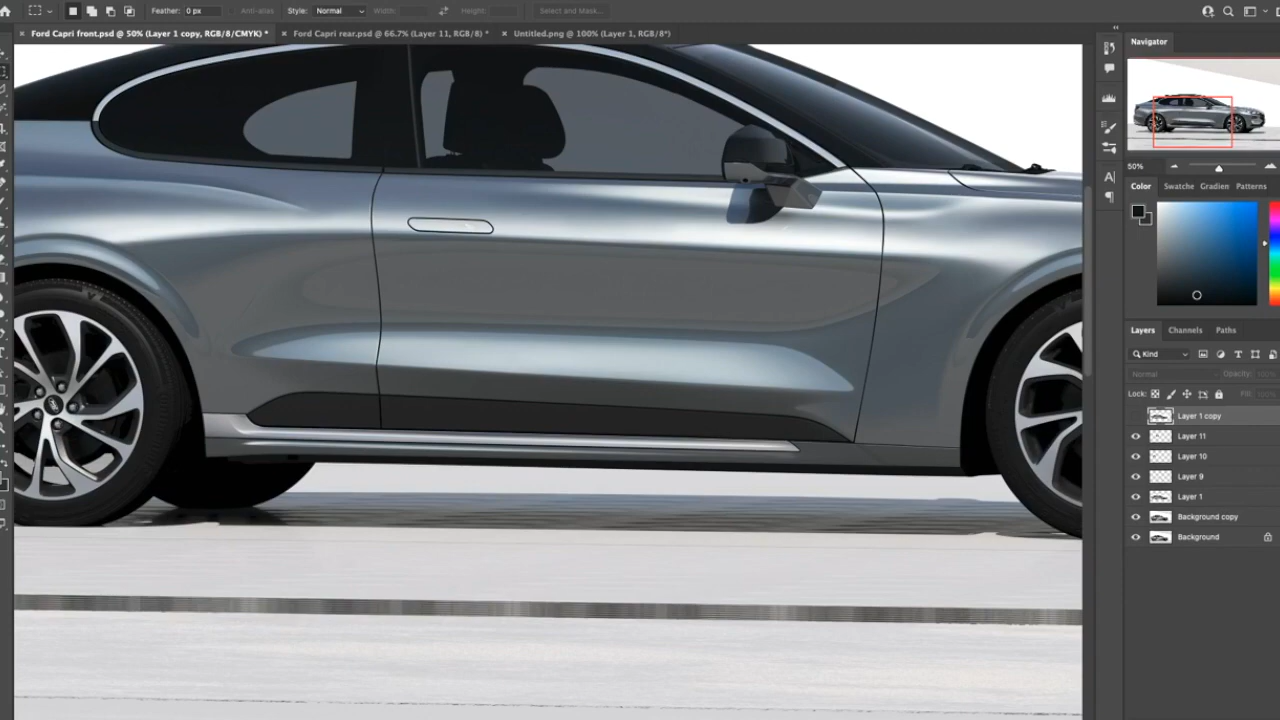 Feather: 0 px Anti-alias Style: Normal Width: Height: Select and Mask...
Ford Capri front.psd @ 50% (Layer 1 copy, RGB/8/CMYK) * Ford Capri rear.psd @ 66.7% (Layer 11, RGB/8) * Untitled.png @ 100% (Layer 1, RGB/8*)
Navigator
50%
Color Swatche Gradien Patterns
Layers Channels Paths
Kind
Normal Opacity: 100%
Lock: Fill: 100%
Layer 1 copy
Layer 11
Layer 10
Layer 9
Layer 1
Background copy
Background